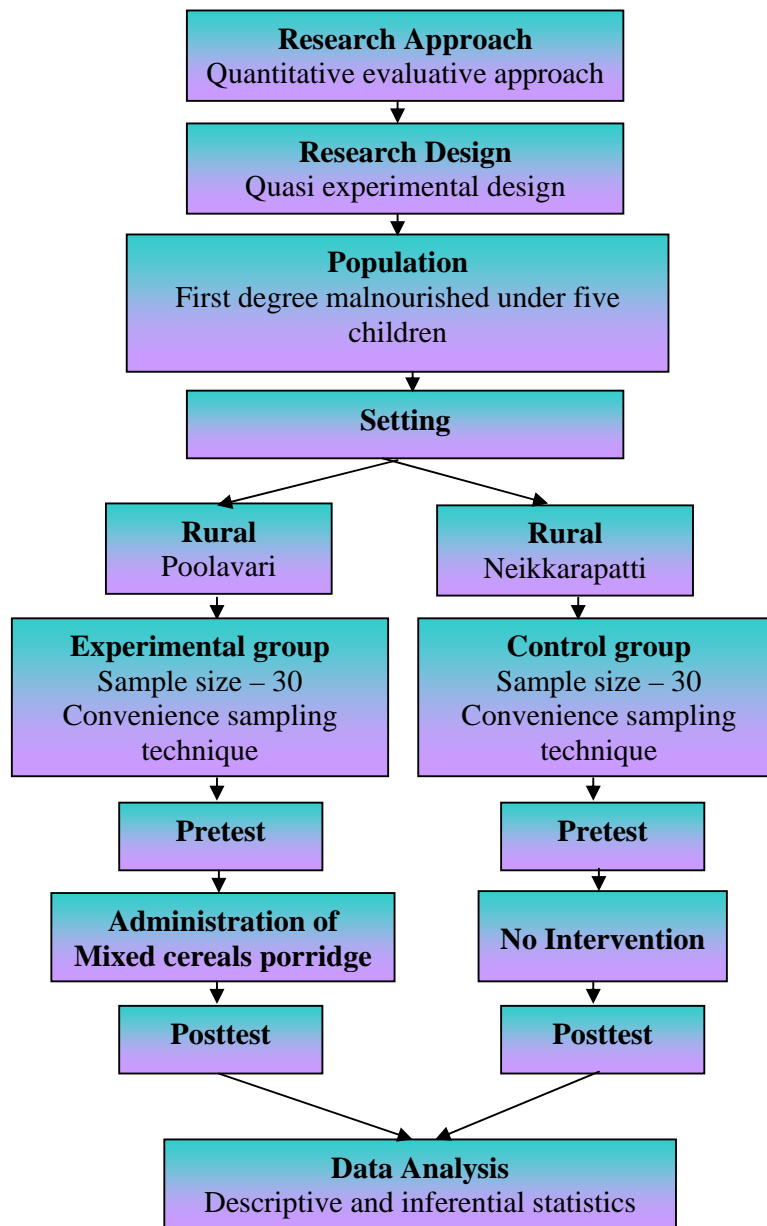 Research Approach
Quantitative evaluative approach
Research Design
Quasi experimental design
Population
First degree malnourished under five
children
Setting
Rural
Poolavari
Rural
Neikkarapatti
Experimental group
Sample size – 30
Convenience sampling
technique
Control group
Sample size – 30
Convenience sampling
technique
Pretest
Pretest
Administration of
Mixed cereals porridge
No Intervention
Posttest
Posttest
Data Analysis
Descriptive and inferential statistics